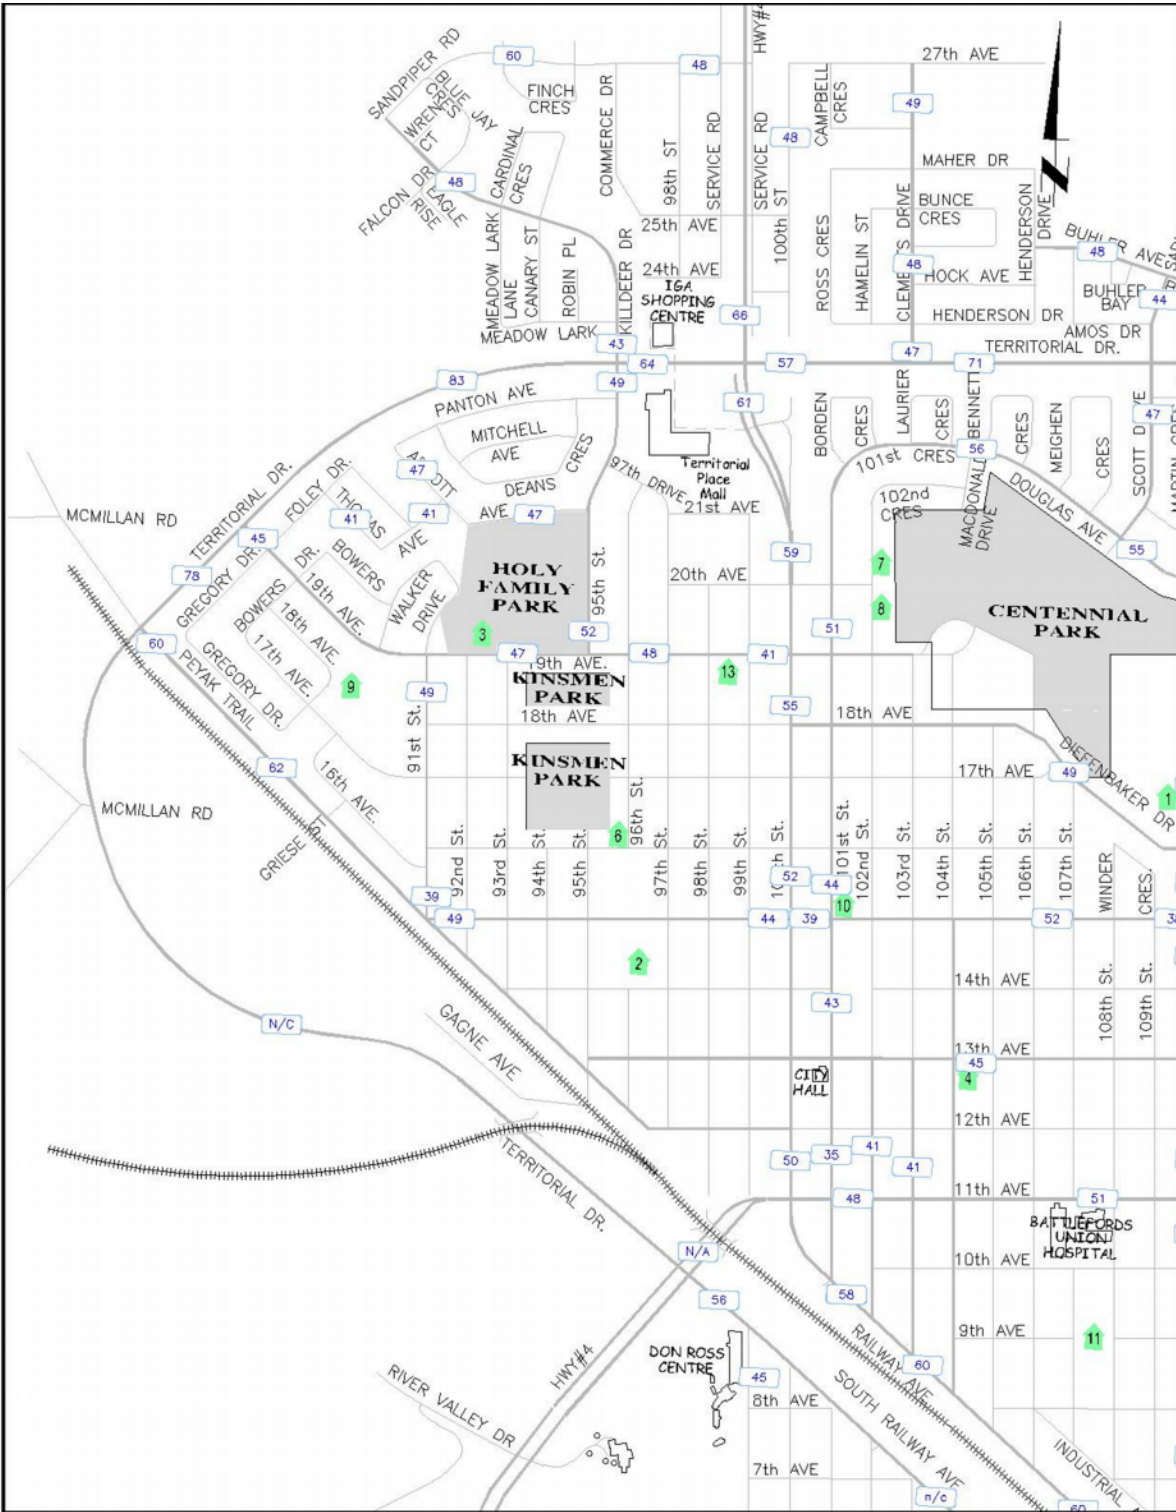 HWY#4
SANDPIPER RD
60
48
27th AVE
BLUE JAY
CRES
WREN
CT
FINCH
CRES
COMMERCE DR
98th ST
SERVICE RD
SERVICE RD
48
CAMPBELL
CRES
49
CARDINAL
CRES
MAHER DR
FALCON DR
48
EAGLE
RISE
BUNCE
CRES
HENDERSON
DRIVE
25th AVE
100th ST
ROSS CRES
HAMELIN ST
CLEMENTS DRIVE
BUHLER AVE
48
MEADOW LARK
LANE
CANARY ST
ROBIN PL
KILLDEER DR
24th AVE
48
HOCK AVE
BUHLER
BAY
44
IGA
SHOPPING
CENTRE
66
HENDERSON DR
AMOS DR
MEADOW LARK
43
47
TERRITORIAL DR.
64
57
71
83
49
61
PANTON AVE
MITCHELL
AVE
BORDEN
CRES
LAURIER
CRES
BENNETT
CRES
MEIGHEN
CRES
SCOTT DRIVE
47
56
101st CRES
47
ABBOTT
AVE
DEANS
CRES
97th DRIVE
Territorial
Place
Mall
21st AVE
102nd
CRES
MACDONALD
DRIVE
DOUGLAS AVE
55
MCMILLAN RD
TERRITORIAL DR.
FOLEY DR.
THOMAS
AVE
41
41
47
45
59
78
GREGORY DR.
BOWERS DR.
BOWERS
19th AVE.
WALKER
DRIVE
HOLY
FAMILY
PARK
95th St.
20th AVE
7
8
CENTENNIAL
PARK
18th AVE.
17th AVE.
3
52
51
60
47
48
41
19th AVE.
PEYAK TRAIL
GREGORY DR.
9
49
KINSMEN
PARK
13
55
18th AVE
18th AVE
91st St.
DIEFENBAKER DR
62
16th AVE.
KINSMEN
PARK
17th AVE
49
1
MCMILLAN RD
GRIESE
6
96th St.
92nd St.
93rd St.
94th St.
95th St.
97th St.
98th St.
99th St.
101st St.
102nd St.
103rd St.
104th St.
105th St.
106th St.
107th St.
WINDER
CRES.
52
44
39
49
10
44
39
52
2
14th AVE
108th St.
109th St.
43
N/C
GAGNE AVE
13th AVE
45
4
CITY
HALL
12th AVE
TERRITORIAL DR.
50
35
41
41
11th AVE
48
51
BATTLEFORDS
UNION
HOSPITAL
N/A
10th AVE
56
58
9th AVE
11
HWY#4
DON ROSS
CENTRE
RAILWAY AVE
60
45
RIVER VALLEY DR
SOUTH RAILWAY AVE
8th AVE
INDUSTRIAL
7th AVE
n/c
60